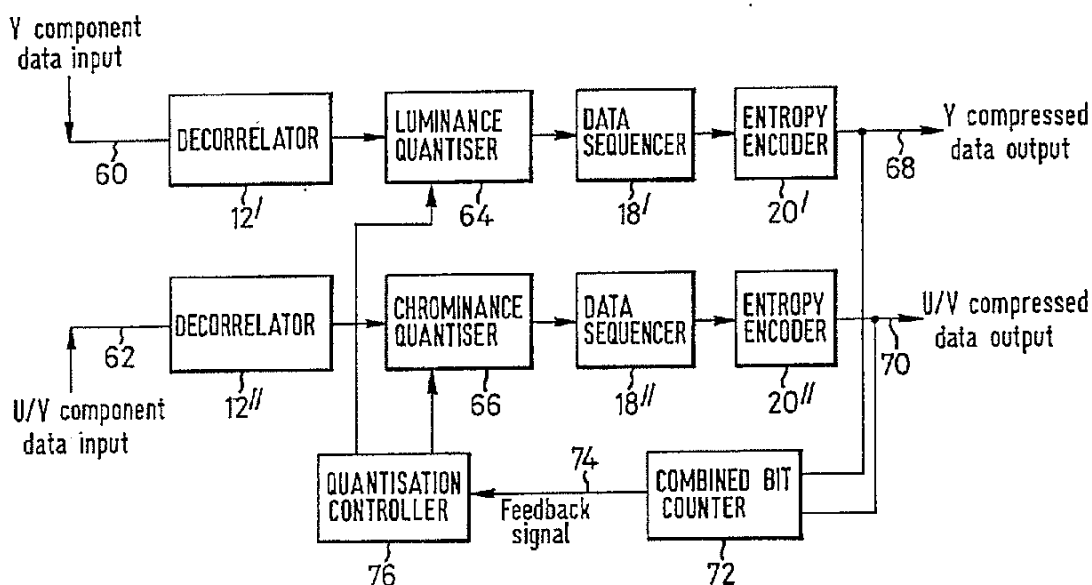 Y component
data input
60
DECORRELATOR
12'
LUMINANCE
QUANTISER
64
DATA
SEQUENCER
18'
ENTROPY
ENCODER
20'
68
Y compressed
data output
U/V component
data input
62
DECORRELATOR
12"
CHROMINANCE
QUANTISER
66
DATA
SEQUENCER
18"
ENTROPY
ENCODER
20"
70
U/V compressed
data output
QUANTISATION
CONTROLLER
76
74
Feedback
signal
COMBINED BIT
COUNTER
72